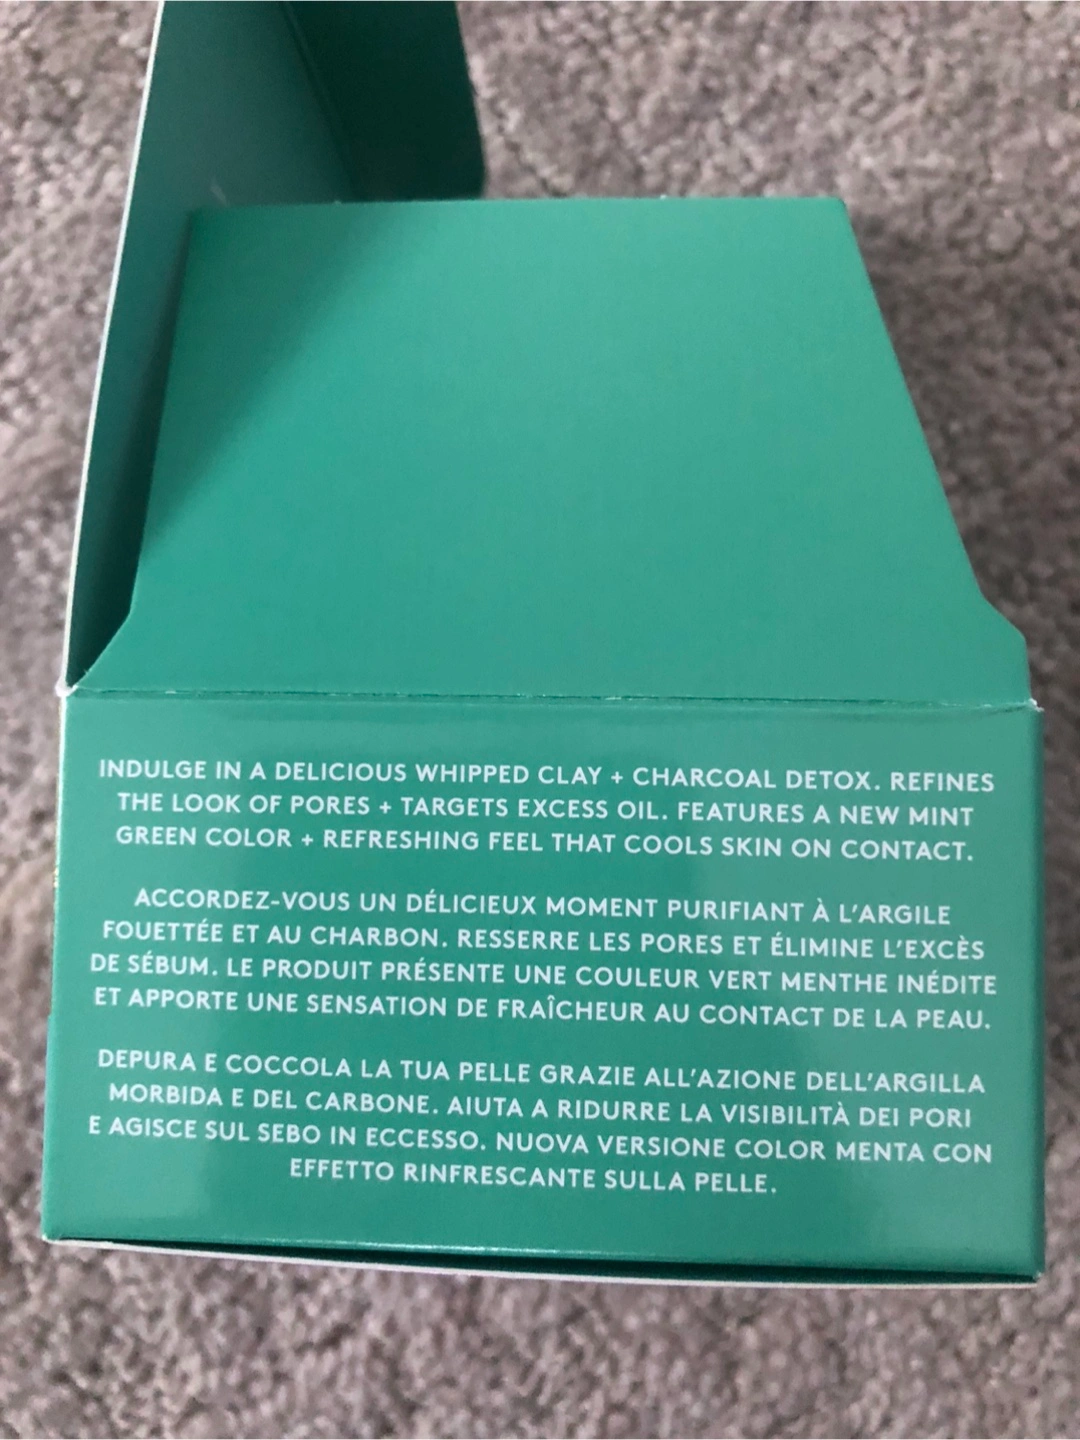 INDULGE IN A DELICIOUS WHIPPED CLAY + CHARCOAL DETOX. REFINES
THE LOOK OF PORES + TARGETS EXCESS OIL. FEATURES A NEW MINT
GREEN COLOR + REFRESHING FEEL THAT COOLS SKIN ON CONTACT.
ACCORDEZ-VOUS UN DÉLICIEUX MOMENT PURIFIANT À L'ARGILE
FOUETTÉE ET AU CHARBON. RESSERRE LES PORES ET ÉLIMINE L'EXCÈS
DE SÉBUM. LE PRODUIT PRÉSENTE UNE COULEUR VERT MENTHE INÉDITE
ET APPORTE UNE SENSATION DE FRAÎCHEUR AU CONTACT DE LA PEAU.
DEPURA E COCCOLA LA TUA PELLE GRAZIE ALL'AZIONE DELL'ARGILLA
MORBIDA E DEL CARBONE. AIUTA A RIDURRE LA VISIBILITÀ DEI PORI
E AGISCE SUL SEBO IN ECCESSO. NUOVA VERSIONE COLOR MENTA CON
EFFETTO RINFRESCANTE SULLA PELLE.